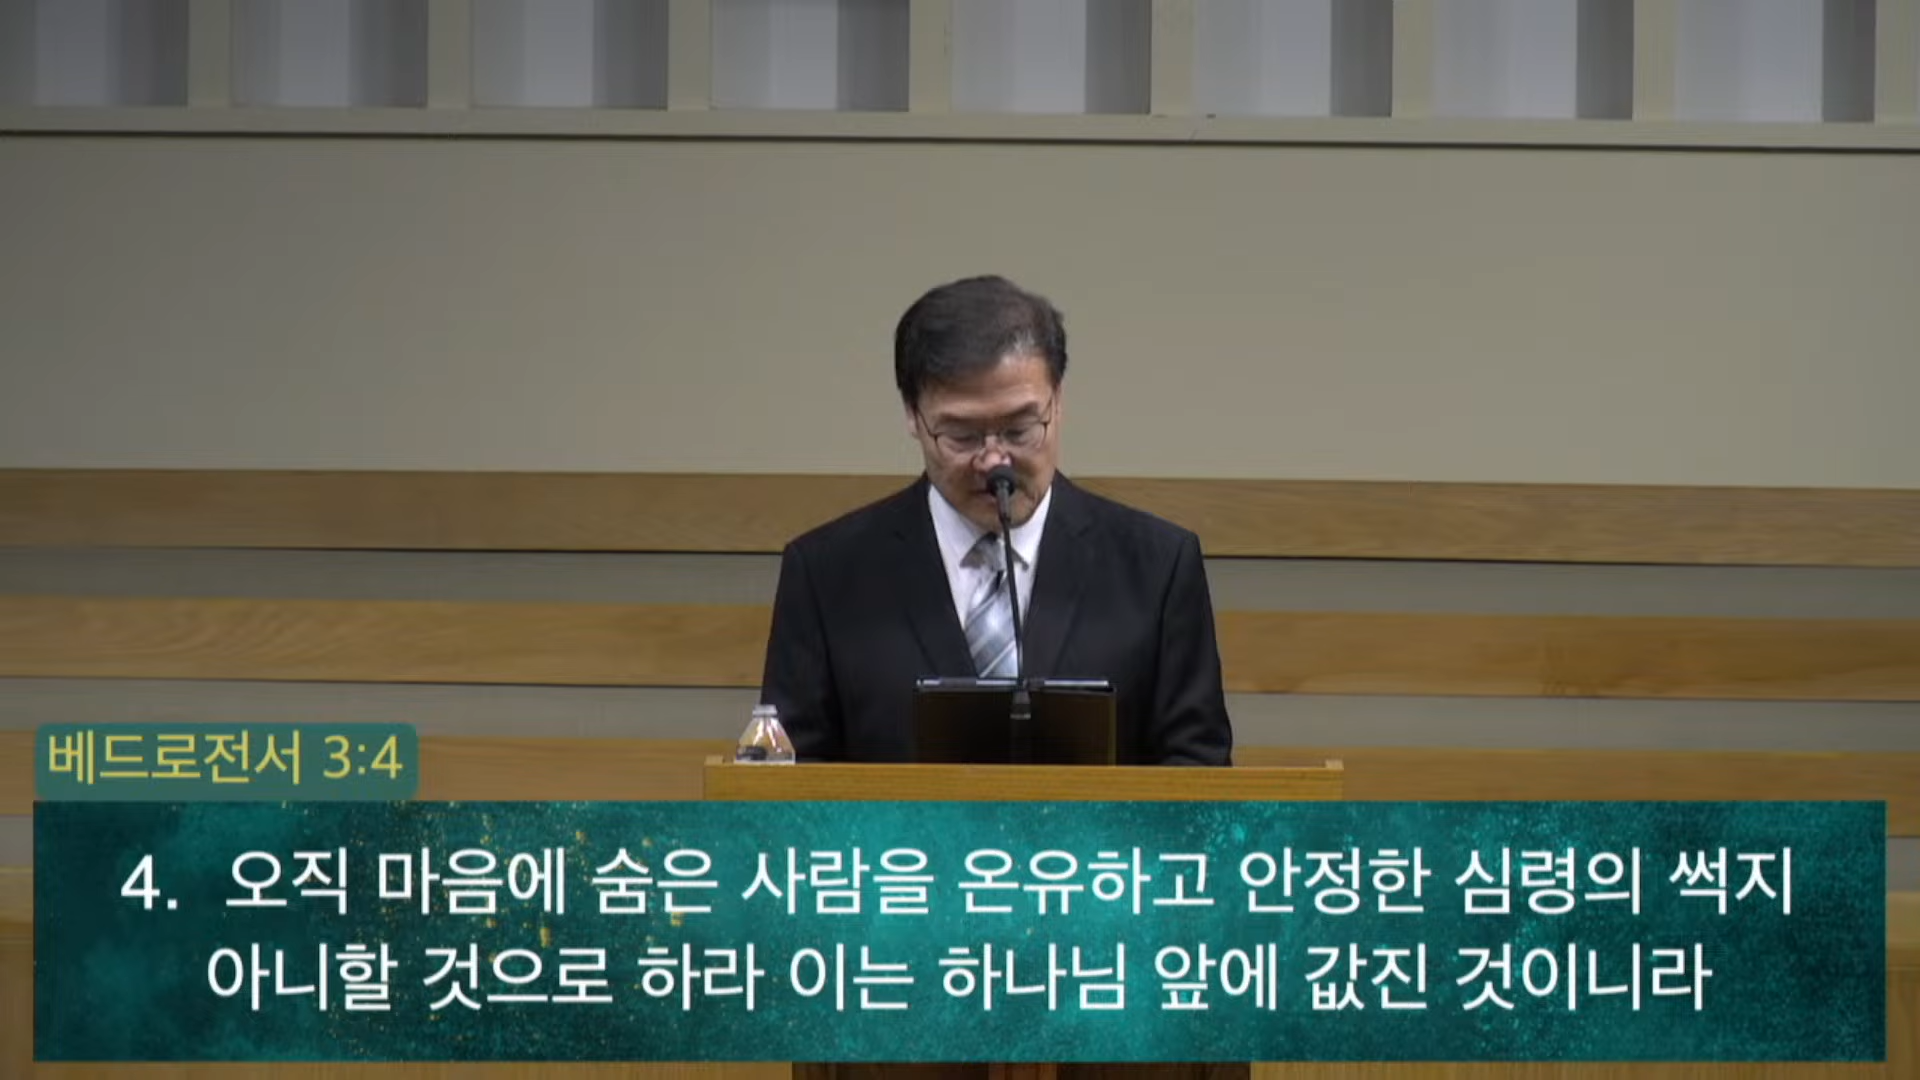 베드로전서 3:4
4. 오직 마음에 숨은 사람을 온유하고 안정한 심령의 썩지
아니할 것으로 하라 이는 하나님 앞에 값진 것이니라